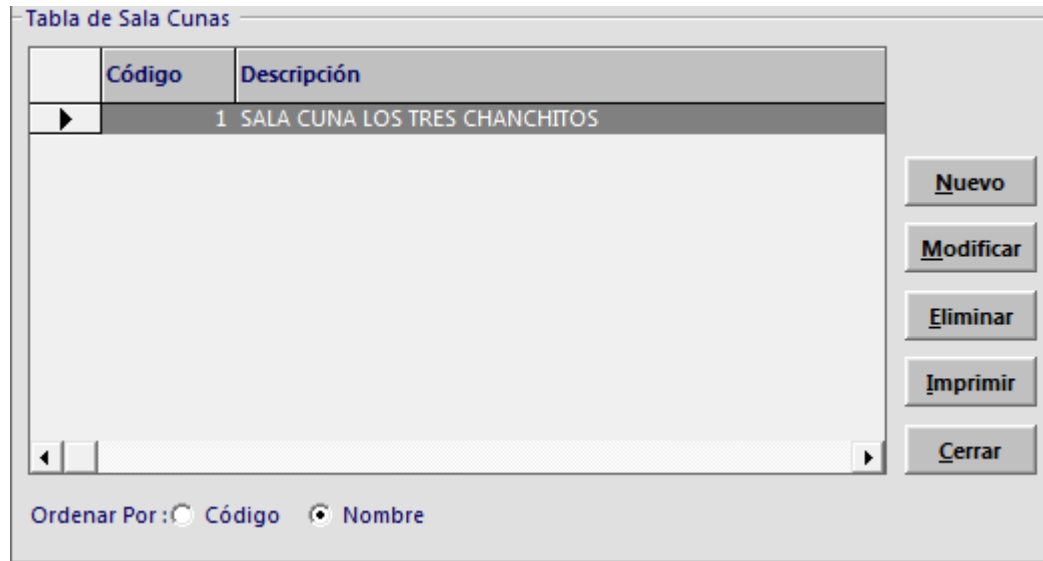 Tabla de Sala Cunas
Código Descripción
1 SALA CUNA LOS TRES CHANCHITOS
Nuevo
Modificar
Eliminar
Imprimir
Cerrar
Ordenar Por : Código Nombre